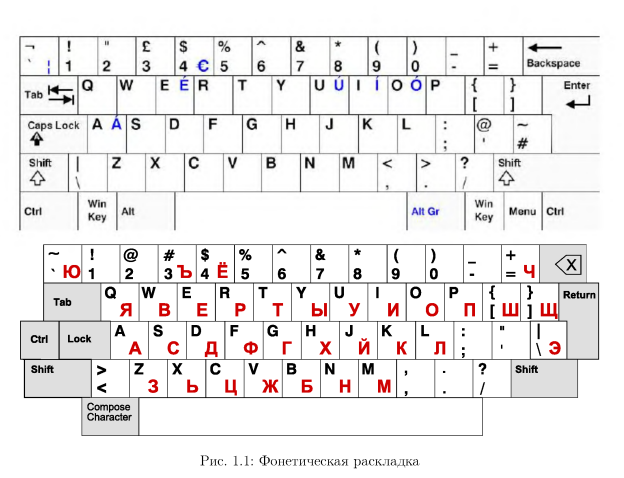 ¬ ! " £ $ % ^ & * ( ) _ +
` ¦ 1 2 3 4 € 5 6 7 8 9 0 - = Backspace
Tab Q W E É R T Y U Ú I Í O Ó P { } Enter
[ ]
Caps Lock A Á S D F G H J K L : @ ~
; ' #
Shift | Z X C V B N M < > ? Shift
\ , . /
Ctrl Win Key Alt Alt Gr Win Key Menu Ctrl
~ ! @ # $ % ^ & * ( ) _ +
` Ю 1 2 3 Ъ 4 Ё 5 6 7 8 9 0 - = Ч X
Tab Q W E R T Y U I O P { } Return
Я В Е Р Т Ы У И О П [ Ш ] Щ
Ctrl Lock A S D F G H J K L : " |
А С Д Ф Г Х Й К Л ; ' \ Э
Shift > Z X C V B N M , . ? Shift
< З Ь Ц Ж Б Н М , . /
Compose
Character
Рис. 1.1: Фонетическая раскладка